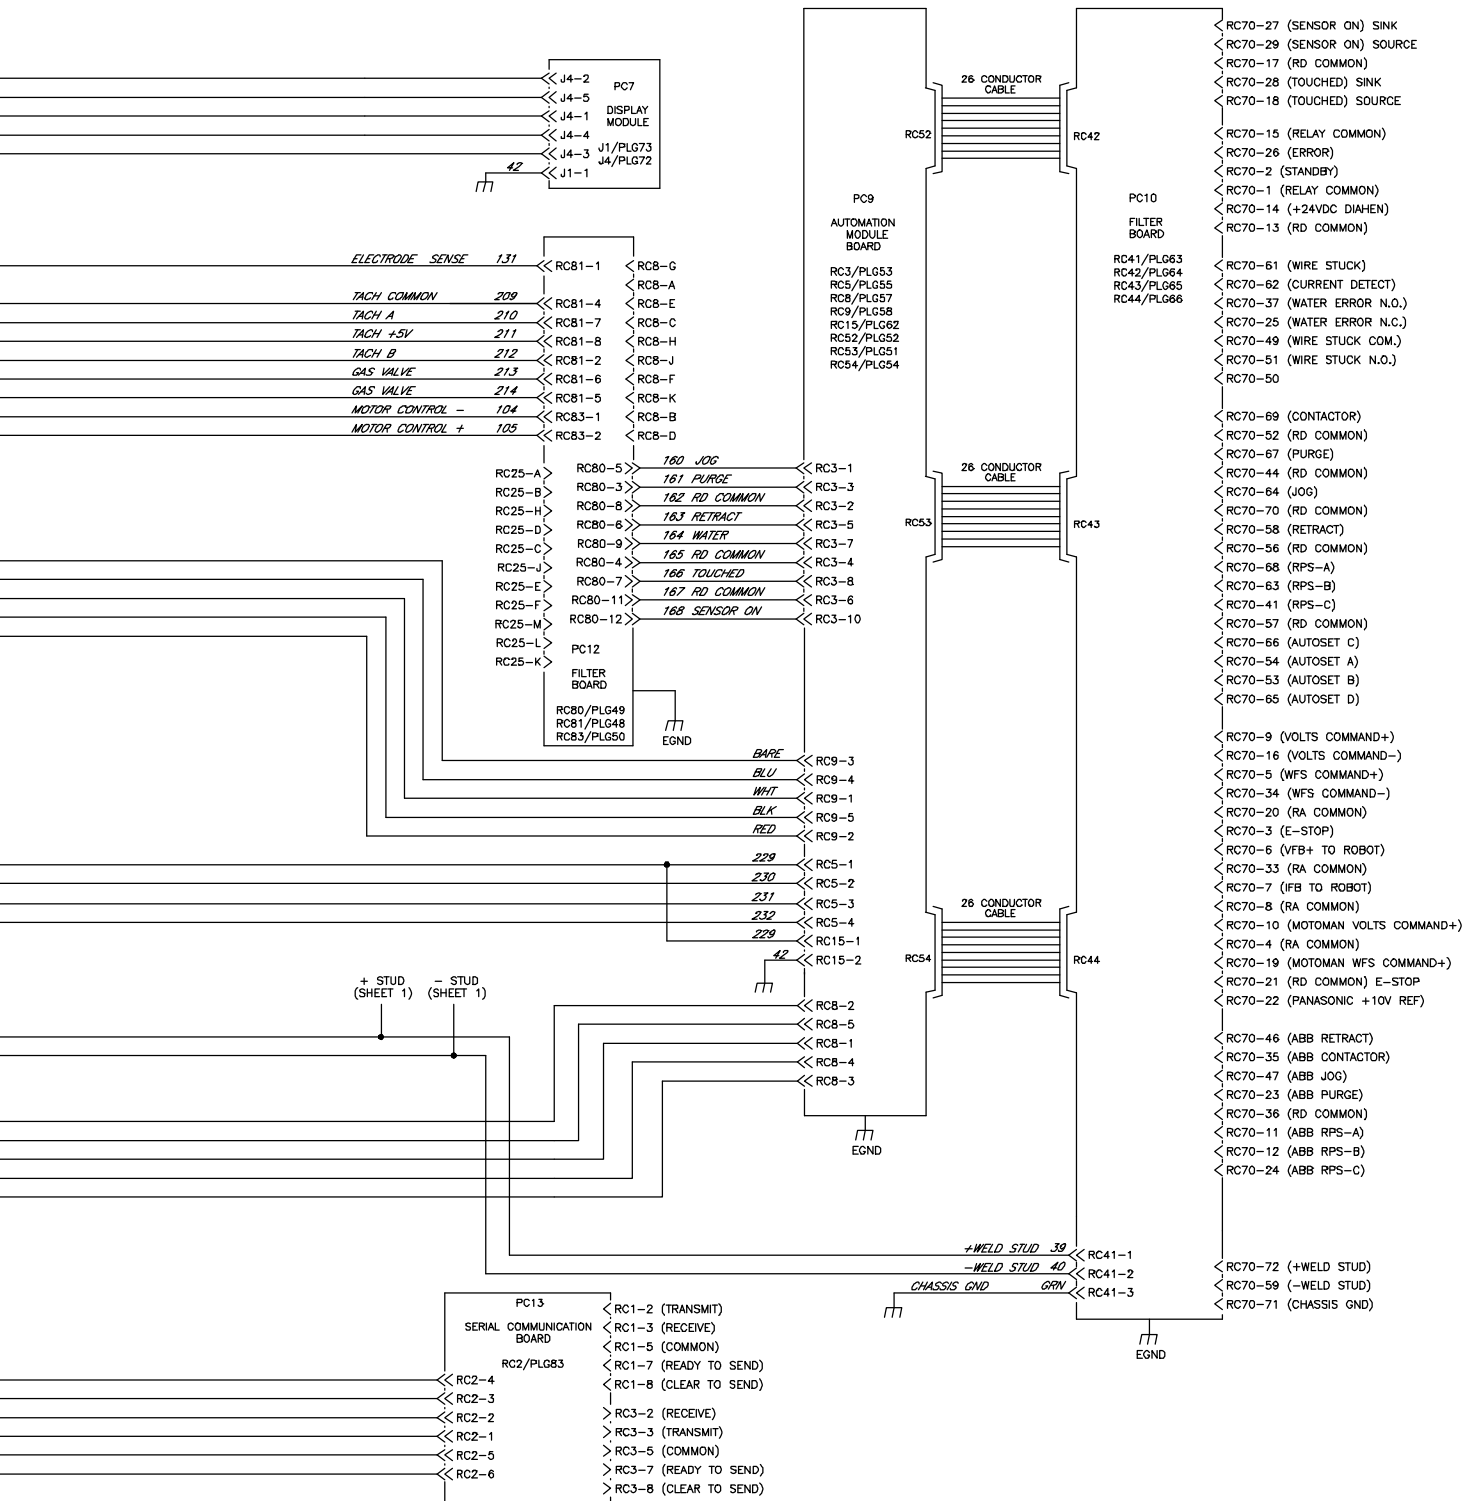 J4-2
J4-5
J4-1
J4-4
J4-3
42
J1-1
PC7
DISPLAY
MODULE
J1/PLG73
J4/PLG72
ELECTRODE SENSE 131
TACH COMMON 209
TACH A 210
TACH +5V 211
TACH B 212
GAS VALVE 213
GAS VALVE 214
MOTOR CONTROL - 104
MOTOR CONTROL + 105
RC81-1
RC81-4
RC81-7
RC81-8
RC81-2
RC81-6
RC81-5
RC83-1
RC83-2
RC8-G
RC8-A
RC8-E
RC8-C
RC8-H
RC8-J
RC8-F
RC8-K
RC8-B
RC8-D
RC25-A
RC25-B
RC25-H
RC25-D
RC25-C
RC25-J
RC25-E
RC25-F
RC25-M
RC25-L
RC25-K
RC80-5
RC80-3
RC80-8
RC80-6
RC80-9
RC80-4
RC80-7
RC80-11
RC80-12
PC12
FILTER
BOARD
RC80/PLG49
RC81/PLG48
RC83/PLG50
EGND
160 JOG
161 PURGE
162 RD COMMON
163 RETRACT
164 WATER
165 RD COMMON
166 TOUCHED
167 RD COMMON
168 SENSOR ON
RC3-1
RC3-3
RC3-2
RC3-5
RC3-7
RC3-4
RC3-8
RC3-6
RC3-10
BARE
BLU
WHT
BLK
RED
RC9-3
RC9-4
RC9-1
RC9-5
RC9-2
229
230
231
232
229
42
RC5-1
RC5-2
RC5-3
RC5-4
RC15-1
RC15-2
RC8-2
RC8-5
RC8-1
RC8-4
RC8-3
PC9
AUTOMATION
MODULE
BOARD
RC3/PLG53
RC5/PLG55
RC8/PLG57
RC9/PLG58
RC15/PLG62
RC52/PLG52
RC53/PLG51
RC54/PLG54
EGND
RC52
26 CONDUCTOR
CABLE
RC42
RC53
26 CONDUCTOR
CABLE
RC43
RC54
26 CONDUCTOR
CABLE
RC44
PC10
FILTER
BOARD
RC41/PLG63
RC42/PLG64
RC43/PLG65
RC44/PLG66
RC70-27 (SENSOR ON) SINK
RC70-29 (SENSOR ON) SOURCE
RC70-17 (RD COMMON)
RC70-28 (TOUCHED) SINK
RC70-18 (TOUCHED) SOURCE
RC70-15 (RELAY COMMON)
RC70-26 (ERROR)
RC70-2 (STANDBY)
RC70-1 (RELAY COMMON)
RC70-14 (+24VDC DIAHEN)
RC70-13 (RD COMMON)
RC70-61 (WIRE STUCK)
RC70-62 (CURRENT DETECT)
RC70-37 (WATER ERROR N.O.)
RC70-25 (WATER ERROR N.C.)
RC70-49 (WIRE STUCK COM.)
RC70-51 (WIRE STUCK N.O.)
RC70-50
RC70-69 (CONTACTOR)
RC70-52 (RD COMMON)
RC70-67 (PURGE)
RC70-44 (RD COMMON)
RC70-64 (JOG)
RC70-70 (RD COMMON)
RC70-58 (RETRACT)
RC70-56 (RD COMMON)
RC70-68 (RPS-A)
RC70-63 (RPS-B)
RC70-41 (RPS-C)
RC70-57 (RD COMMON)
RC70-66 (AUTOSET C)
RC70-54 (AUTOSET A)
RC70-53 (AUTOSET B)
RC70-65 (AUTOSET D)
RC70-9 (VOLTS COMMAND+)
RC70-16 (VOLTS COMMAND-)
RC70-5 (WFS COMMAND+)
RC70-34 (WFS COMMAND-)
RC70-20 (RA COMMON)
RC70-3 (E-STOP)
RC70-6 (VFB+ TO ROBOT)
RC70-33 (RA COMMON)
RC70-7 (IFB TO ROBOT)
RC70-8 (RA COMMON)
RC70-10 (MOTOMAN VOLTS COMMAND+)
RC70-4 (RA COMMON)
RC70-19 (MOTOMAN WFS COMMAND+)
RC70-21 (RD COMMON) E-STOP
RC70-22 (PANASONIC +10V REF)
RC70-46 (ABB RETRACT)
RC70-35 (ABB CONTACTOR)
RC70-47 (ABB JOG)
RC70-23 (ABB PURGE)
RC70-36 (RD COMMON)
RC70-11 (ABB RPS-A)
RC70-12 (ABB RPS-B)
RC70-24 (ABB RPS-C)
RC70-72 (+WELD STUD)
RC70-59 (-WELD STUD)
RC70-71 (CHASSIS GND)
+ STUD
(SHEET 1)
- STUD
(SHEET 1)
+WELD STUD 39
-WELD STUD 40
CHASSIS GND GRN
RC41-1
RC41-2
RC41-3
EGND
PC13
SERIAL COMMUNICATION
BOARD
RC2/PLG83
RC2-4
RC2-3
RC2-2
RC2-1
RC2-5
RC2-6
RC1-2 (TRANSMIT)
RC1-3 (RECEIVE)
RC1-5 (COMMON)
RC1-7 (READY TO SEND)
RC1-8 (CLEAR TO SEND)
RC3-2 (RECEIVE)
RC3-3 (TRANSMIT)
RC3-5 (COMMON)
RC3-7 (READY TO SEND)
RC3-8 (CLEAR TO SEND)